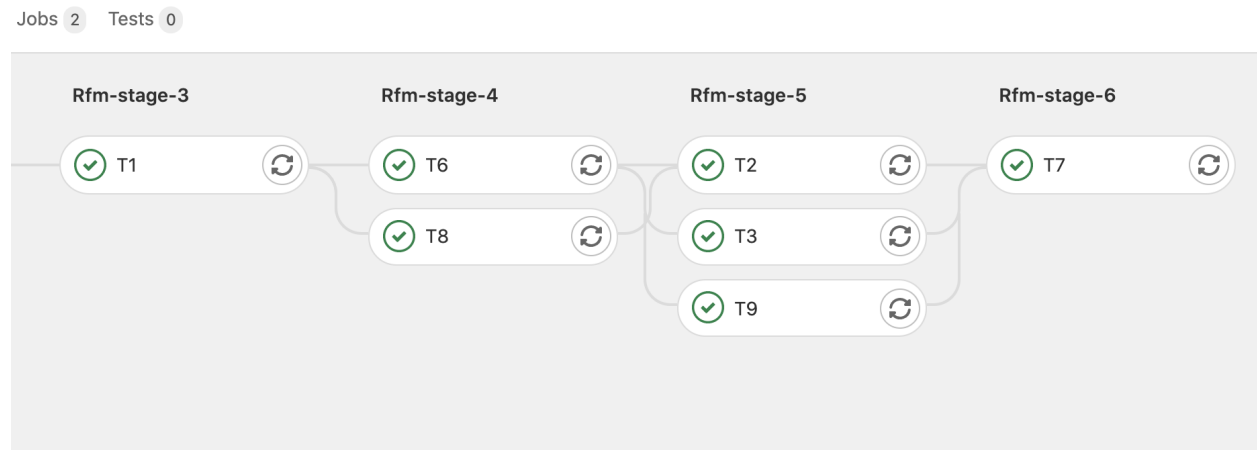 Jobs 2 Tests 0
Rfm-stage-3 Rfm-stage-4 Rfm-stage-5 Rfm-stage-6
T1 T6 T2 T7
T8 T3
T9